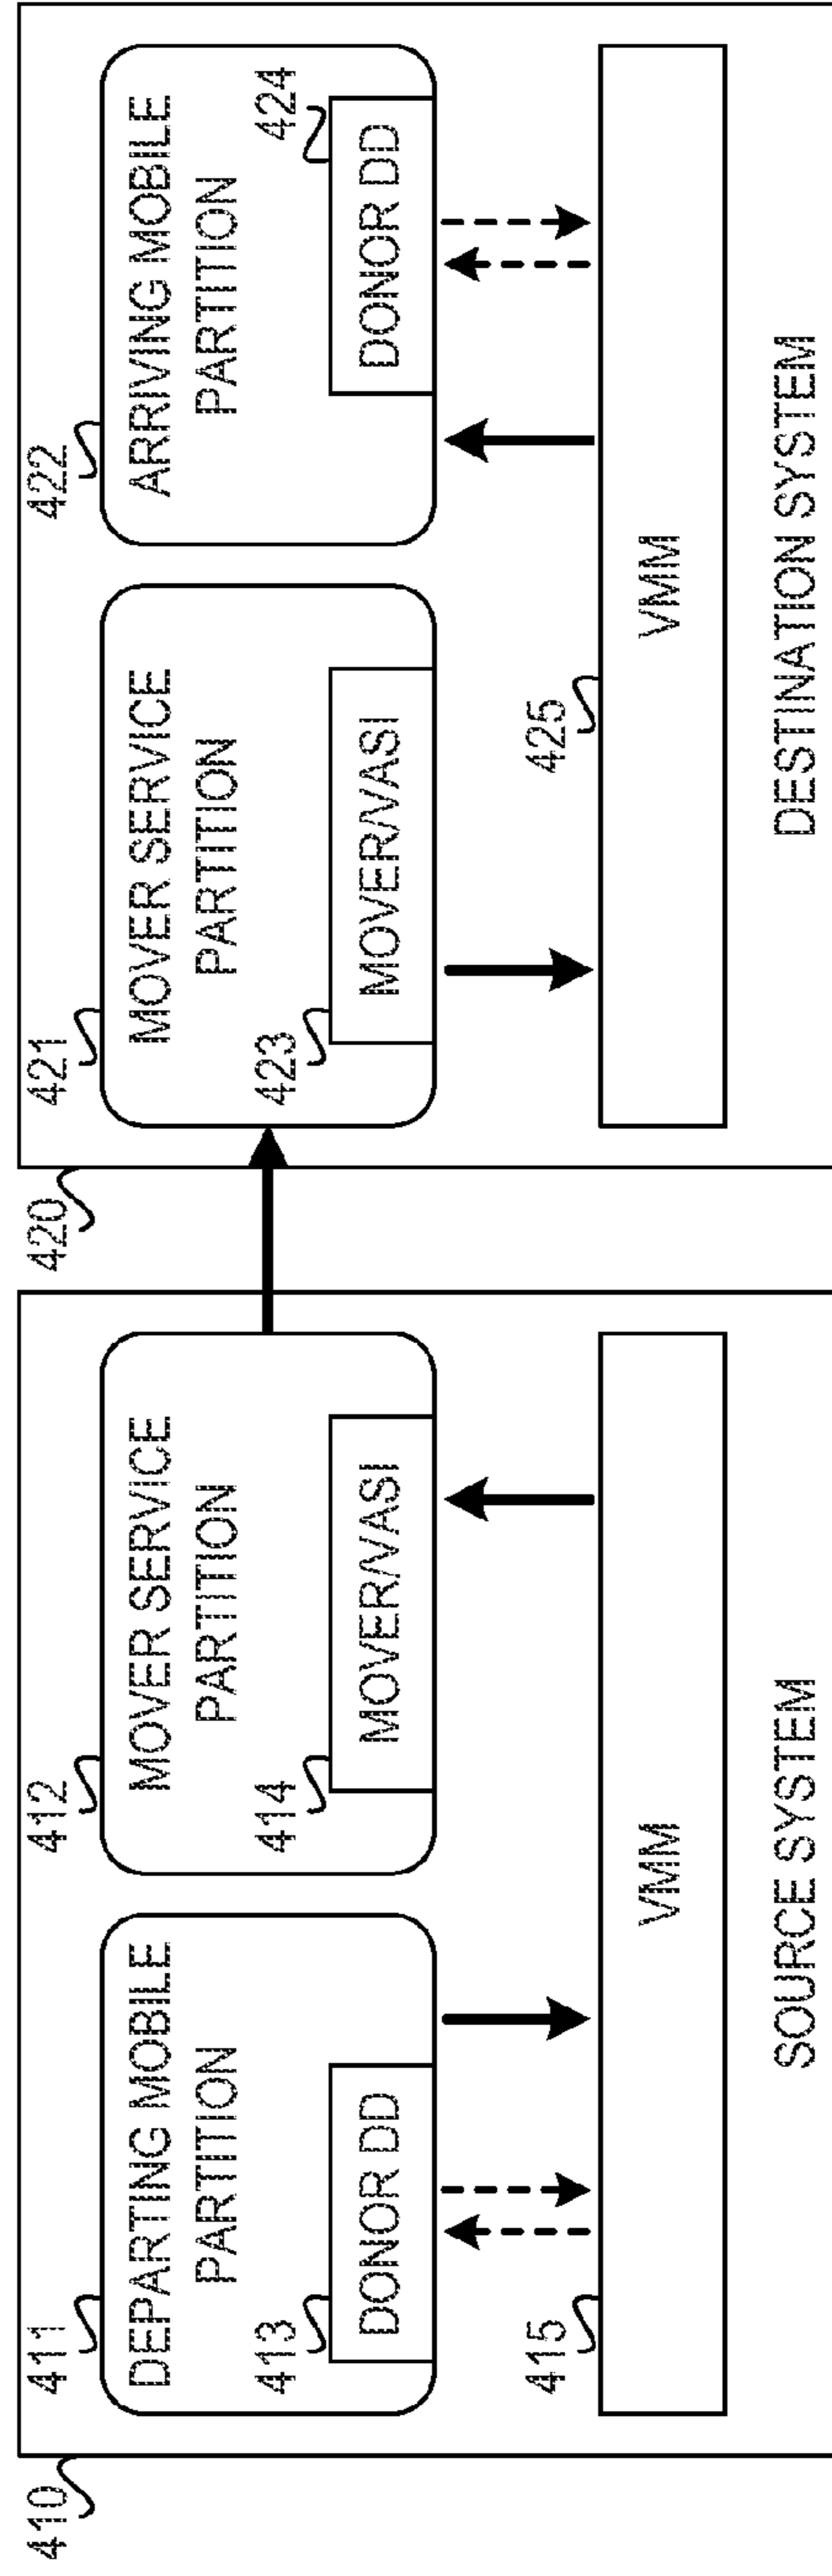 410
411
DEPARTING MOBILE
PARTITION
413
DONOR DD
412
MOVER SERVICE
PARTITION
414
MOVER/VASI
415
VMM
SOURCE SYSTEM
420
421
MOVER SERVICE
PARTITION
423
MOVER/VASI
422
ARRIVING MOBILE
PARTITION
424
DONOR DD
425
VMM
DESTINATION SYSTEM